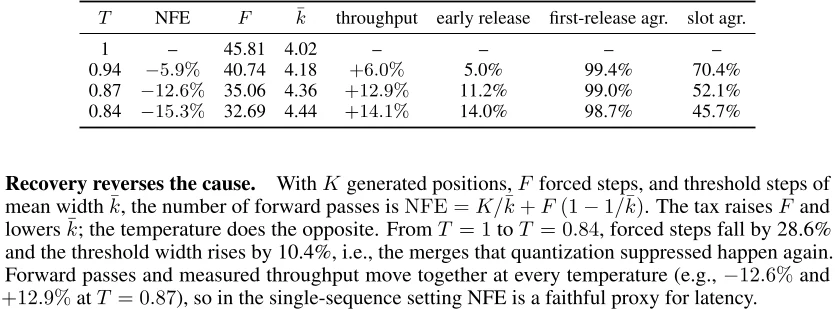 T NFE F k̄ throughput early release first-release agr. slot agr.
1 – 45.81 4.02 – – – –
0.94 −5.9% 40.74 4.18 +6.0% 5.0% 99.4% 70.4%
0.87 −12.6% 35.06 4.36 +12.9% 11.2% 99.0% 52.1%
0.84 −15.3% 32.69 4.44 +14.1% 14.0% 98.7% 45.7%
Recovery reverses the cause. With K generated positions, F forced steps, and threshold steps of
mean width k̄, the number of forward passes is NFE = K/k̄ + F (1 − 1/k̄). The tax raises F and
lowers k̄; the temperature does the opposite. From T = 1 to T = 0.84, forced steps fall by 28.6%
and the threshold width rises by 10.4%, i.e., the merges that quantization suppressed happen again.
Forward passes and measured throughput move together at every temperature (e.g., −12.6% and
+12.9% at T = 0.87), so in the single-sequence setting NFE is a faithful proxy for latency.